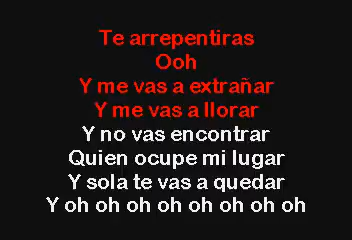 Te arrepentiras
Ooh
Y me vas a extrañar
Y me vas a llorar
Y no vas encontrar
Quien ocupe mi lugar
Y sola te vas a quedar
Y oh oh oh oh oh oh oh oh